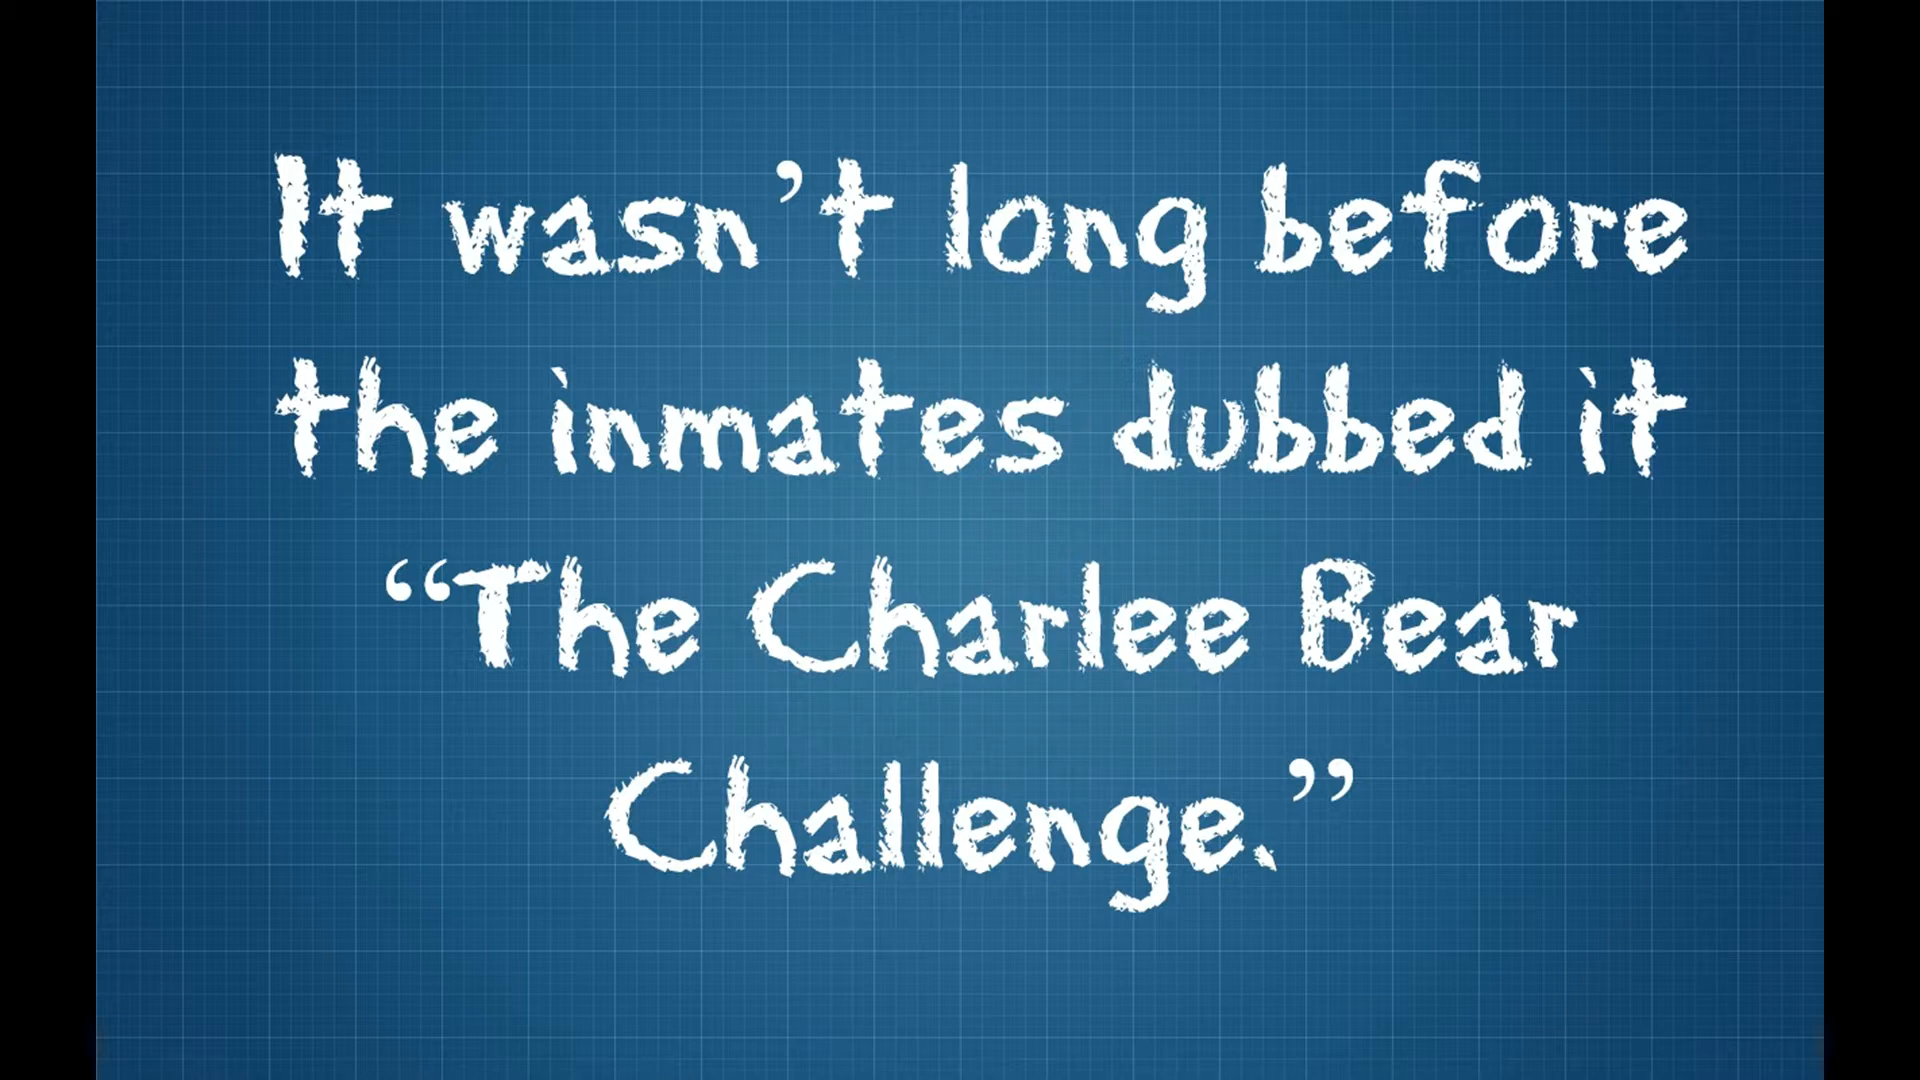 It wasn’t long before
the inmates dubbed it
“The Charlee Bear
Challenge.”